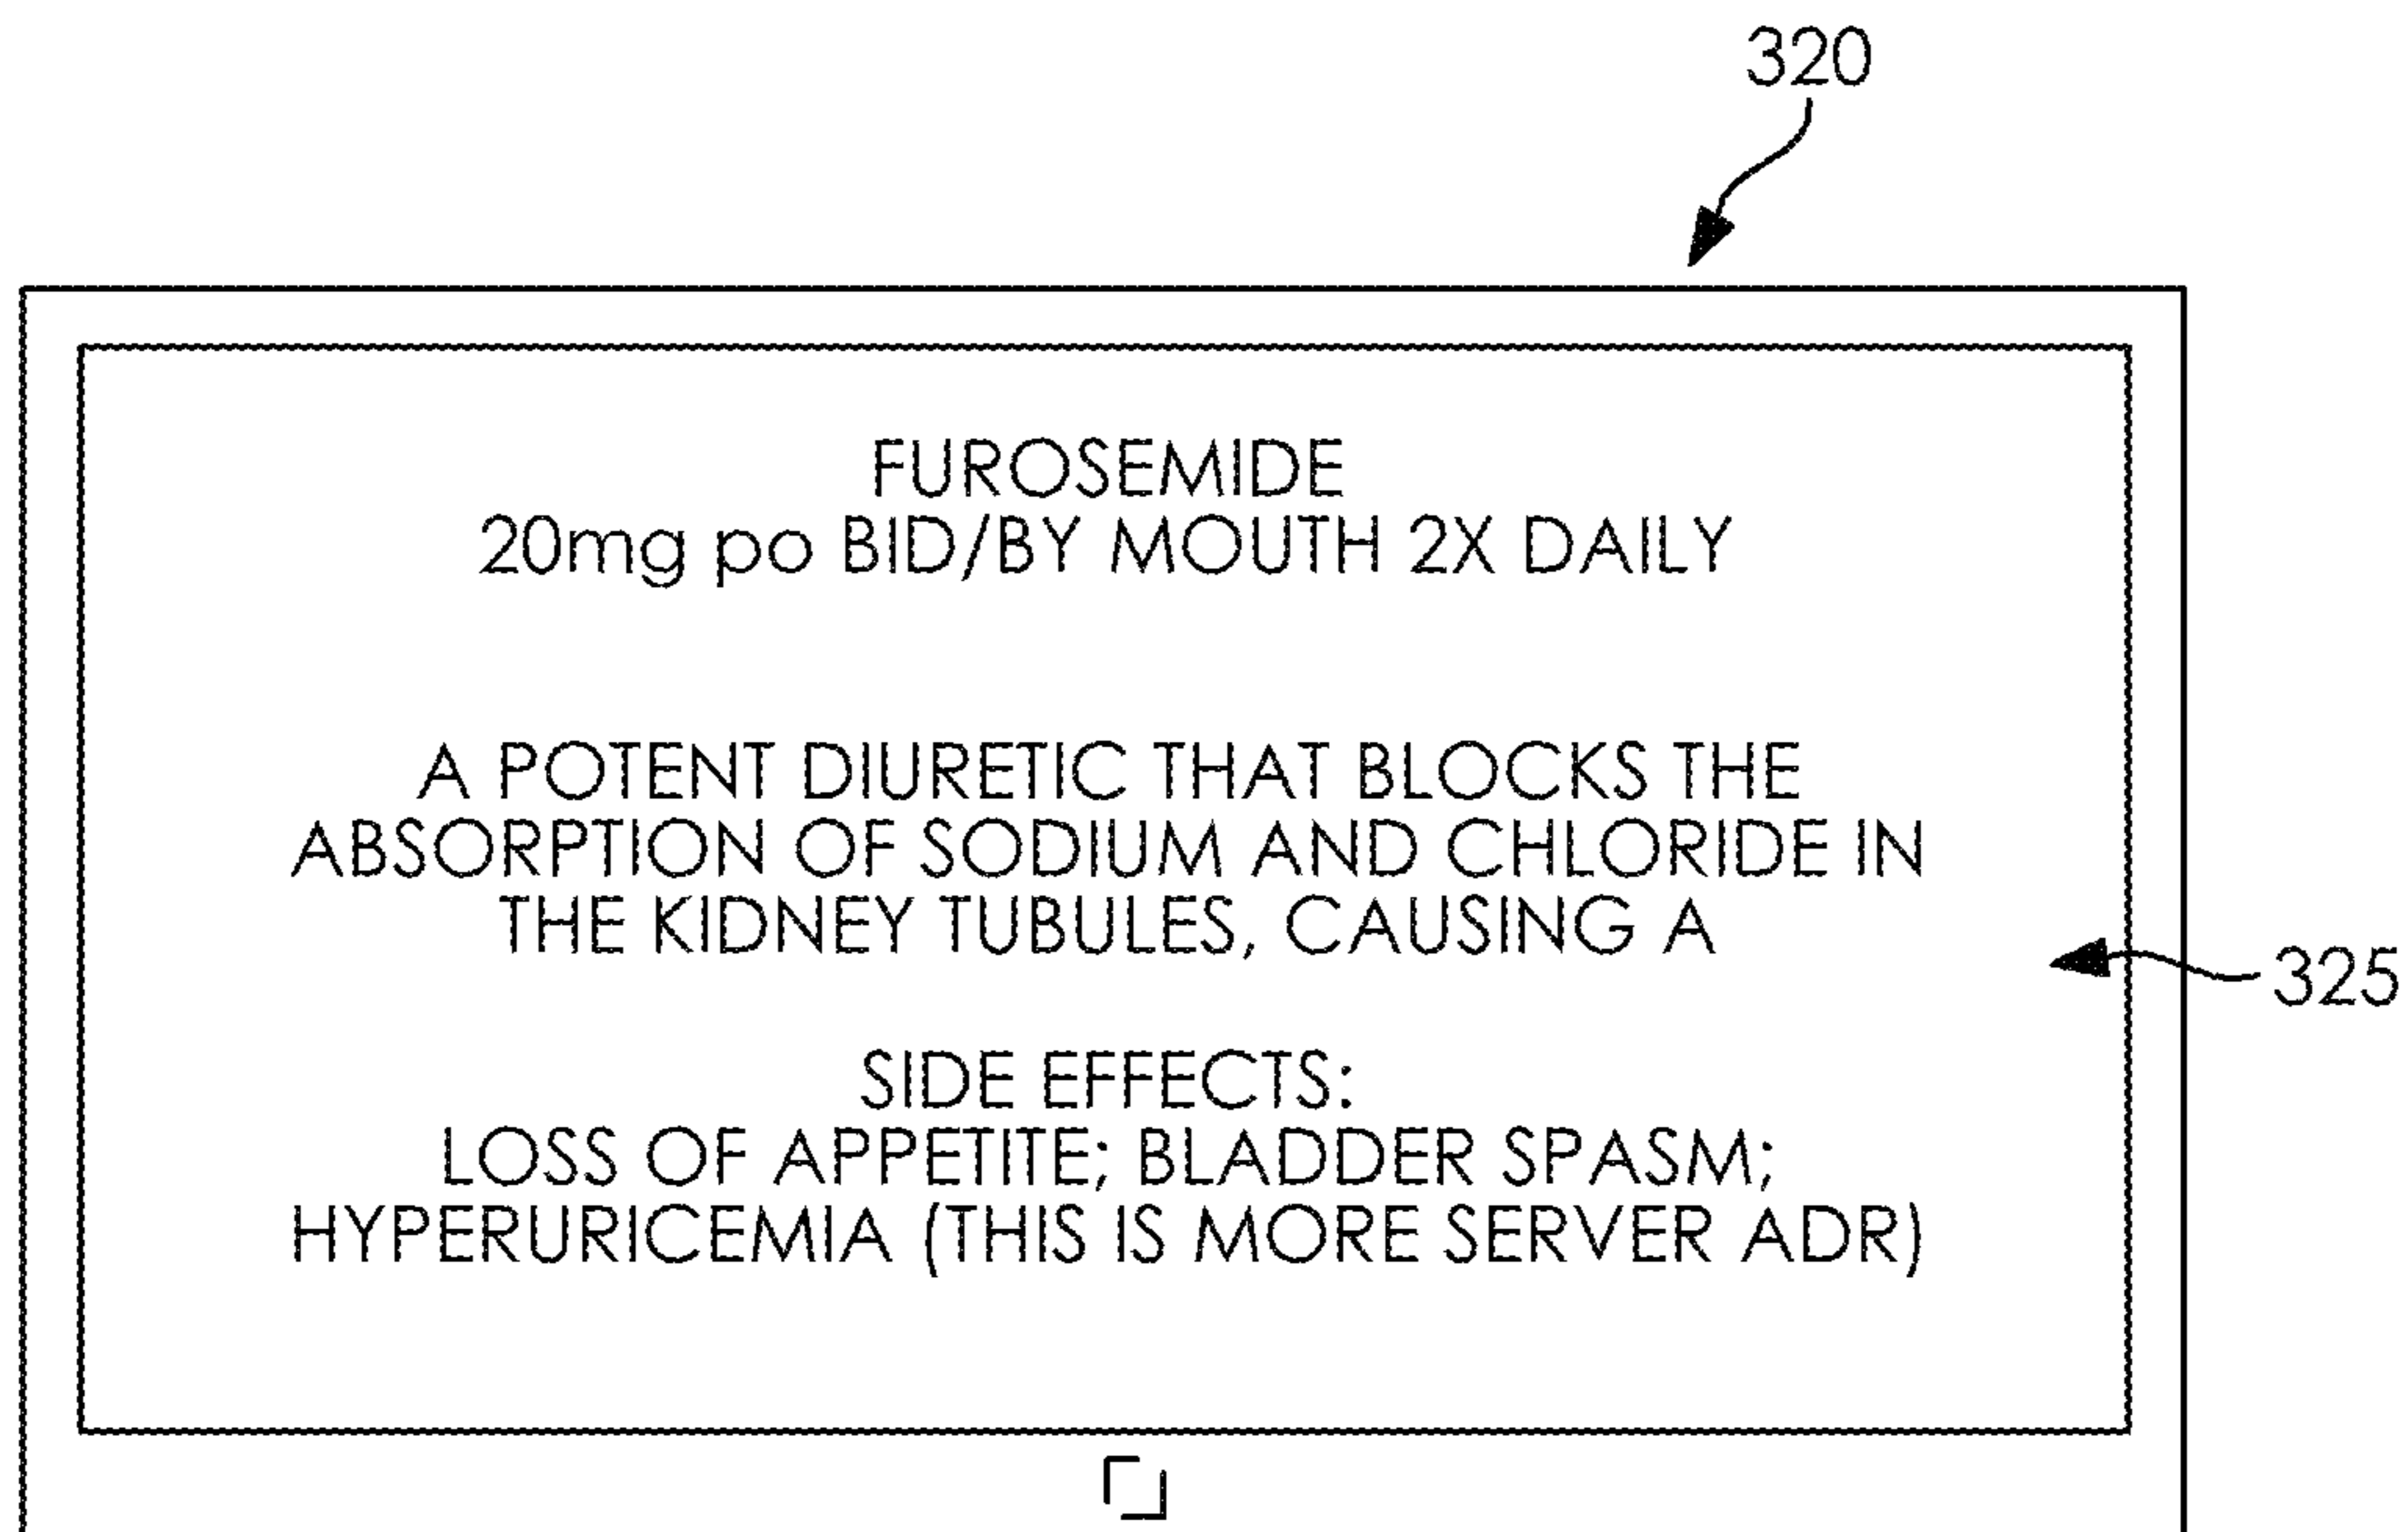 320
FUROSEMIDE
20mg po BID/BY MOUTH 2X DAILY
A POTENT DIURETIC THAT BLOCKS THE
ABSORPTION OF SODIUM AND CHLORIDE IN
THE KIDNEY TUBULES, CAUSING A
325
SIDE EFFECTS:
LOSS OF APPETITE; BLADDER SPASM;
HYPERURICEMIA (THIS IS MORE SERVER ADR)